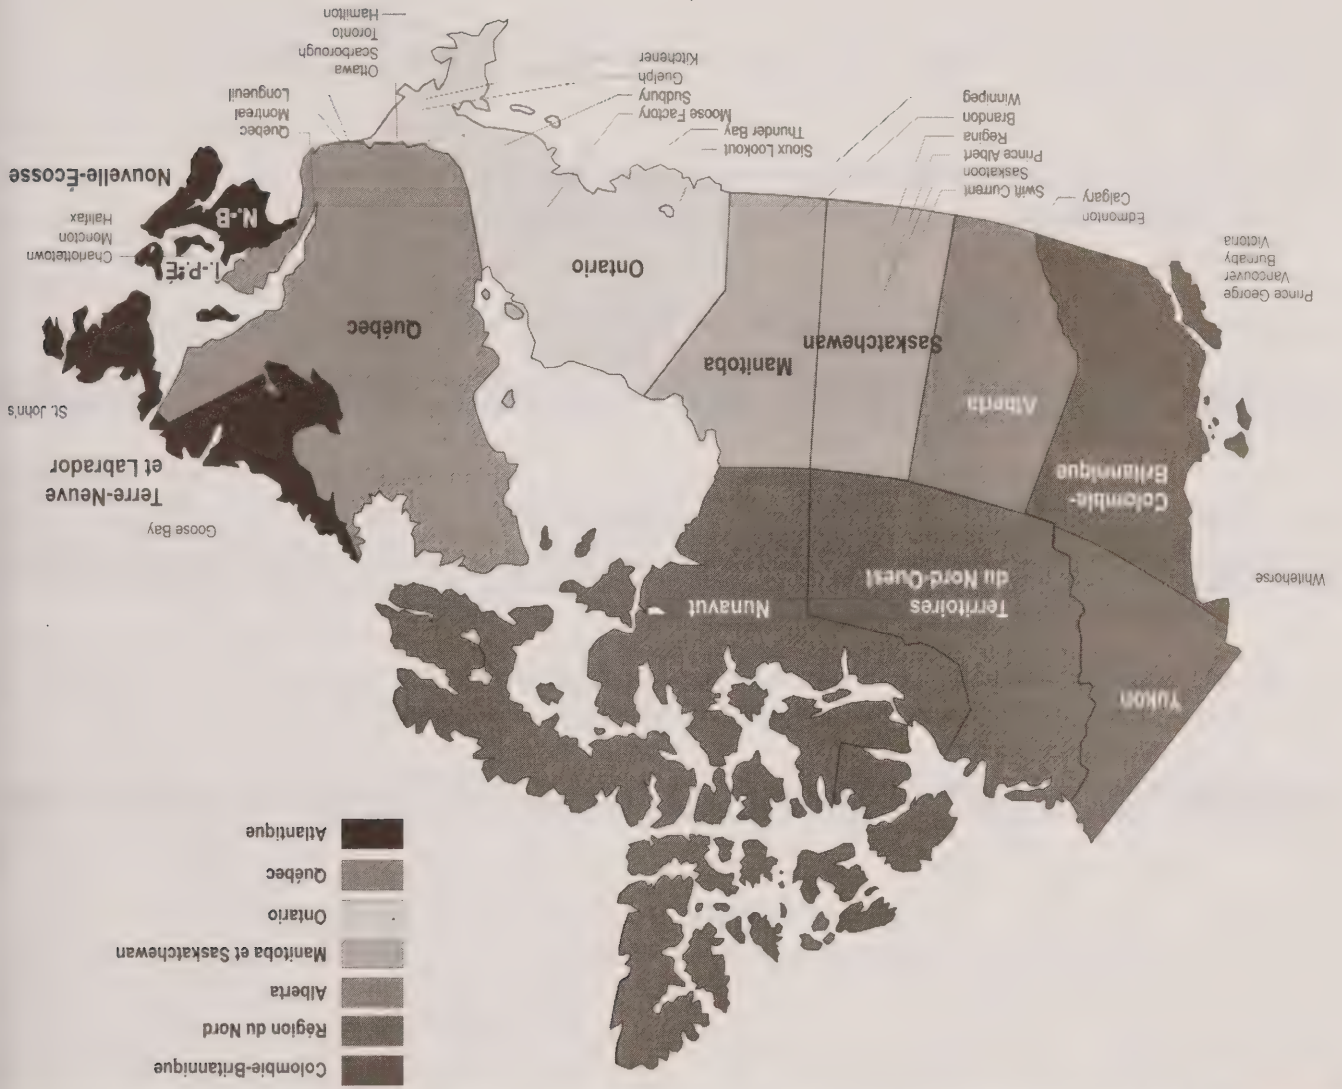 Colombie-Britannique
Région du Nord
Alberta
Manitoba et Saskatchewan
Ontario
Québec
Atlantique
Yukon
Territoires
du Nord-Ouest
Nunavut
Whitehorse
Colombie-
Britannique
Alberta
Saskatchewan
Manitoba
Ontario
Québec
Goose Bay
Terre-Neuve
et Labrador
St. John's
Î.-P.-É
N.-B
Nouvelle-Écosse
Charlottetown
Moncton
Halifax
Prince George
Vancouver
Burnaby
Victoria
Edmonton
Calgary
Swift Current
Saskatoon
Prince Albert
Regina
Brandon
Winnipeg
Sioux Lookout
Thunder Bay
Moose Factory
Sudbury
Guelph
Kitchener
Quebec
Montreal
Longueuil
Ottawa
Scarborough
Toronto
Hamilton